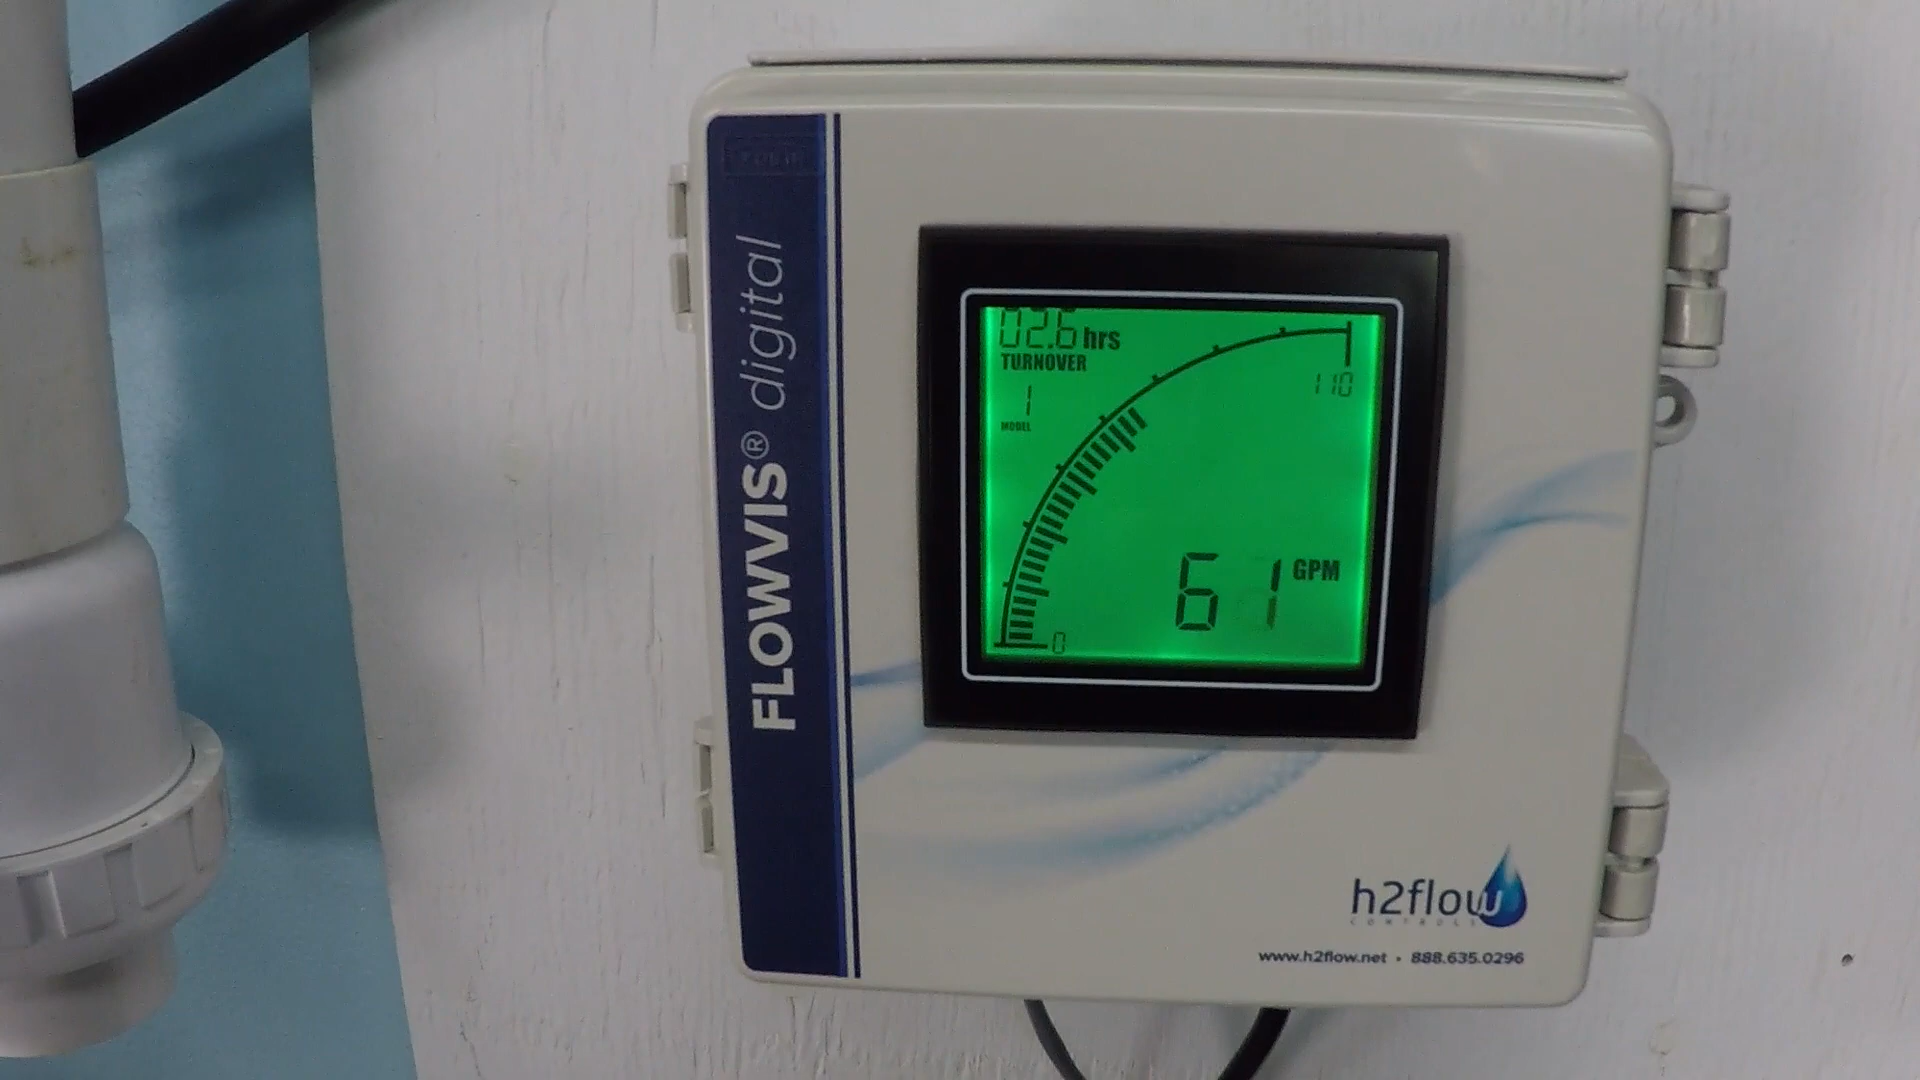 FLOWVIS® digital
02.6 hrs
TURNOVER
1
MODEL
110
61 GPM
0
h2flow
CONTROLS
www.h2flow.net • 888.635.0296